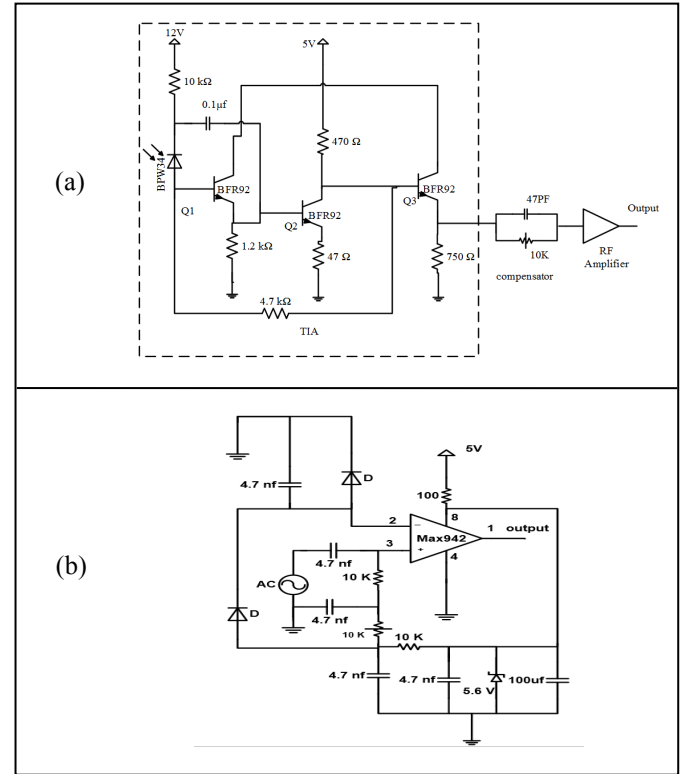 (a)
12V
5V
10 kΩ
0.1µf
BPW34
470 Ω
BFR92
BFR92
BFR92
Q1
Q2
Q3
1.2 kΩ
47 Ω
750 Ω
4.7 kΩ
TIA
47PF
10K
compensator
Output
RF
Amplifier
(b)
5V
4.7 nf
D
100
8
2
1 output
Max942
3
4
4.7 nf
10 K
AC
4.7 nf
D
10 K
10 K
4.7 nf
4.7 nf
5.6 V
100uf